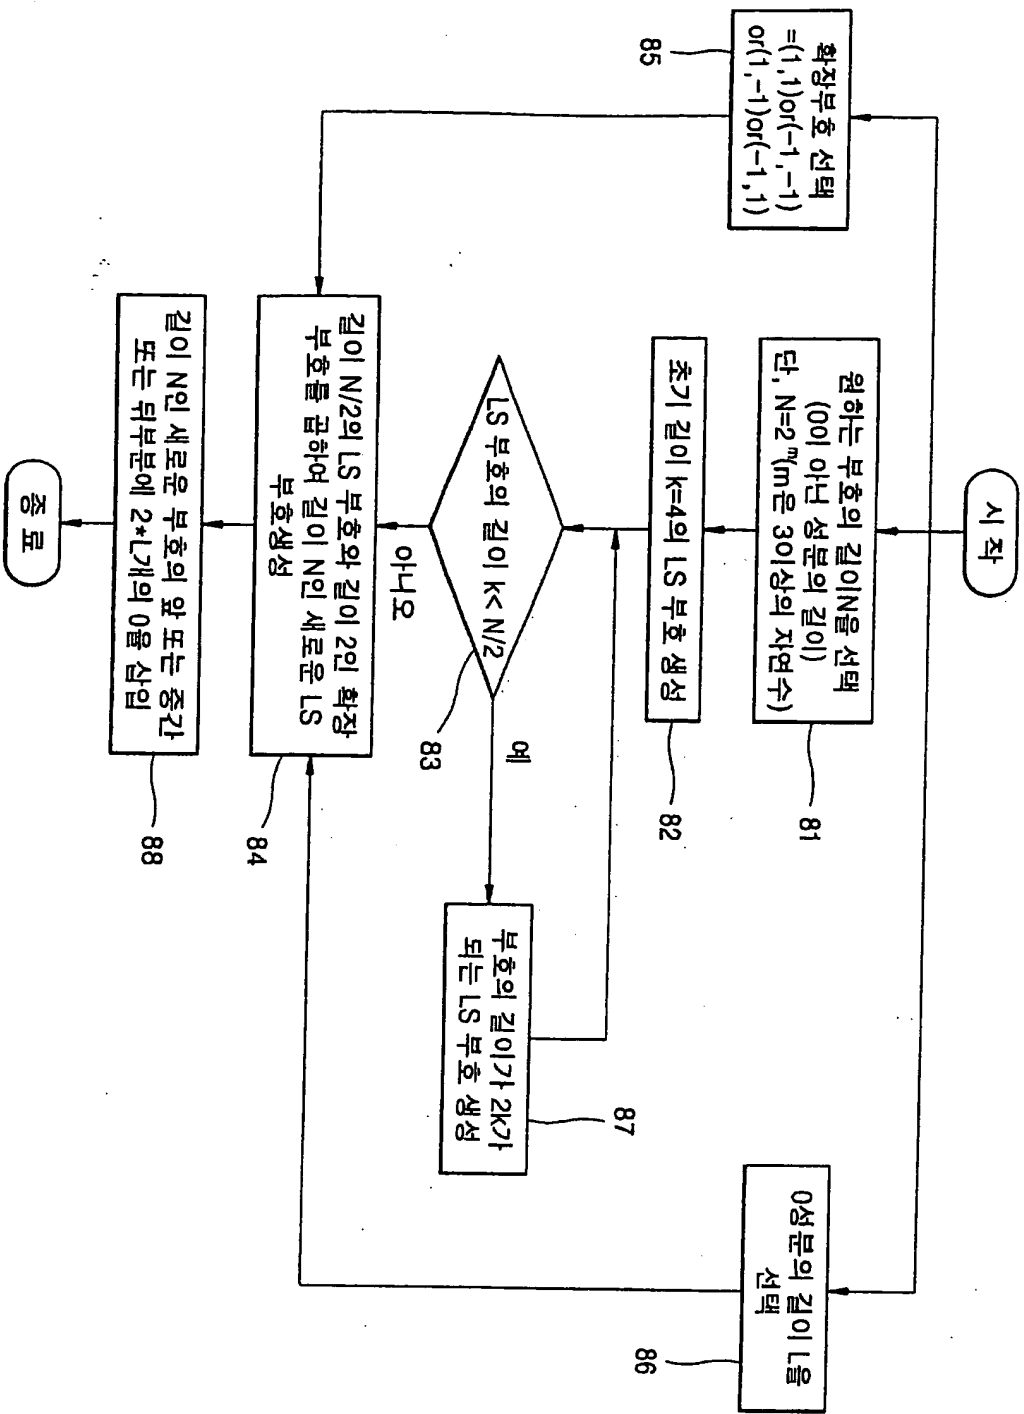 시 작
확장부호 선택
=(1,1)or(-1,-1)
or(1,-1)or(-1,1)
85
원하는 부호의 길이N을 선택
(0이 아닌 성분의 길이)
단, N=2^m(m은 3이상의 자연수)
81
0성분의 길이 L을
선택
86
초기 길이 k=4의 LS 부호 생성
82
LS 부호의 길이 k< N/2
83
예
아니오
부호의 길이가 2k가
되는 LS 부호 생성
87
길이 N/2의 LS 부호와 길이 2인 확장
부호를 곱하여 길이 N인 새로운 LS
부호생성
84
길이 N인 새로운 부호의 앞 또는 중간
또는 뒤부분에 2*L개의 0을 삽입
88
종 료